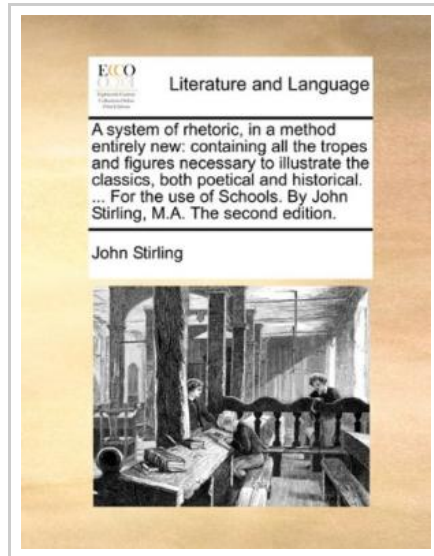 ECCO
Literature and Language
A system of rhetoric, in a method
entirely new: containing all the tropes
and figures necessary to illustrate the
classics, both poetical and historical.
... For the use of Schools. By John
Stirling, M.A. The second edition.
John Stirling